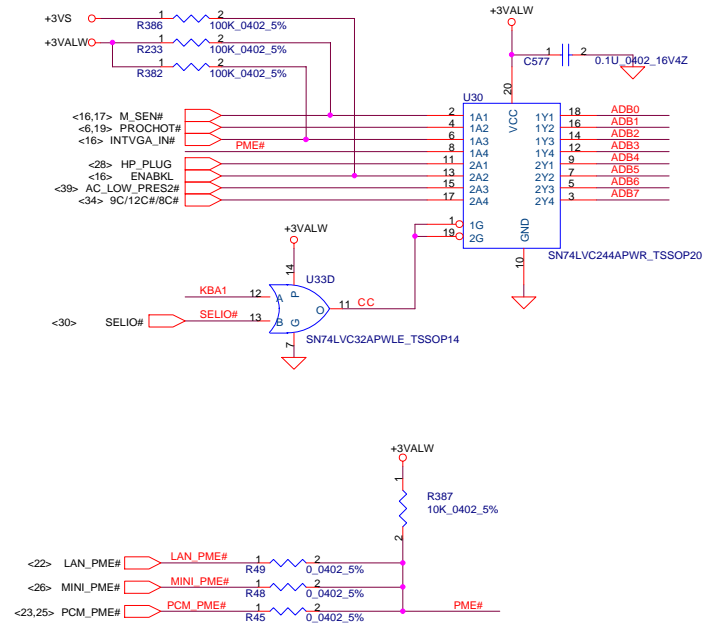 +3VS
R386
1
2
100K_0402_5%
+3VALW
R233
1
2
100K_0402_5%
R382
1
2
100K_0402_5%
+3VALW
C577
1
2
0.1U_0402_16V4Z
U30
20
VCC
<16,17> M_SEN# 2 1A1 1Y1 18 ADB0
<6,19> PROCHOT# 4 1A2 1Y2 16 ADB1
<16> INTVGA_IN# 6 1A3 1Y3 14 ADB2
PME# 8 1A4 1Y4 12 ADB3
<28> HP_PLUG 11 2A1 2Y1 9 ADB4
<16> ENABKL 13 2A2 2Y2 7 ADB5
<39> AC_LOW_PRES2# 15 2A3 2Y3 5 ADB6
<34> 9C/12C#/8C# 17 2A4 2Y4 3 ADB7
1 1G
19 2G
GND
10
SN74LVC244APWR_TSSOP20
+3VALW
14
U33D
P
KBA1 12 A
O 11 CC
<30> SELIO# SELIO# 13 B
G
7
SN74LVC32APWLE_TSSOP14
+3VALW
1
R387
10K_0402_5%
2
<22> LAN_PME# LAN_PME# 1 2
R49 0_0402_5%
<26> MINI_PME# MINI_PME# 1 2
R48 0_0402_5%
<23,25> PCM_PME# PCM_PME# 1 2 PME#
R45 0_0402_5%